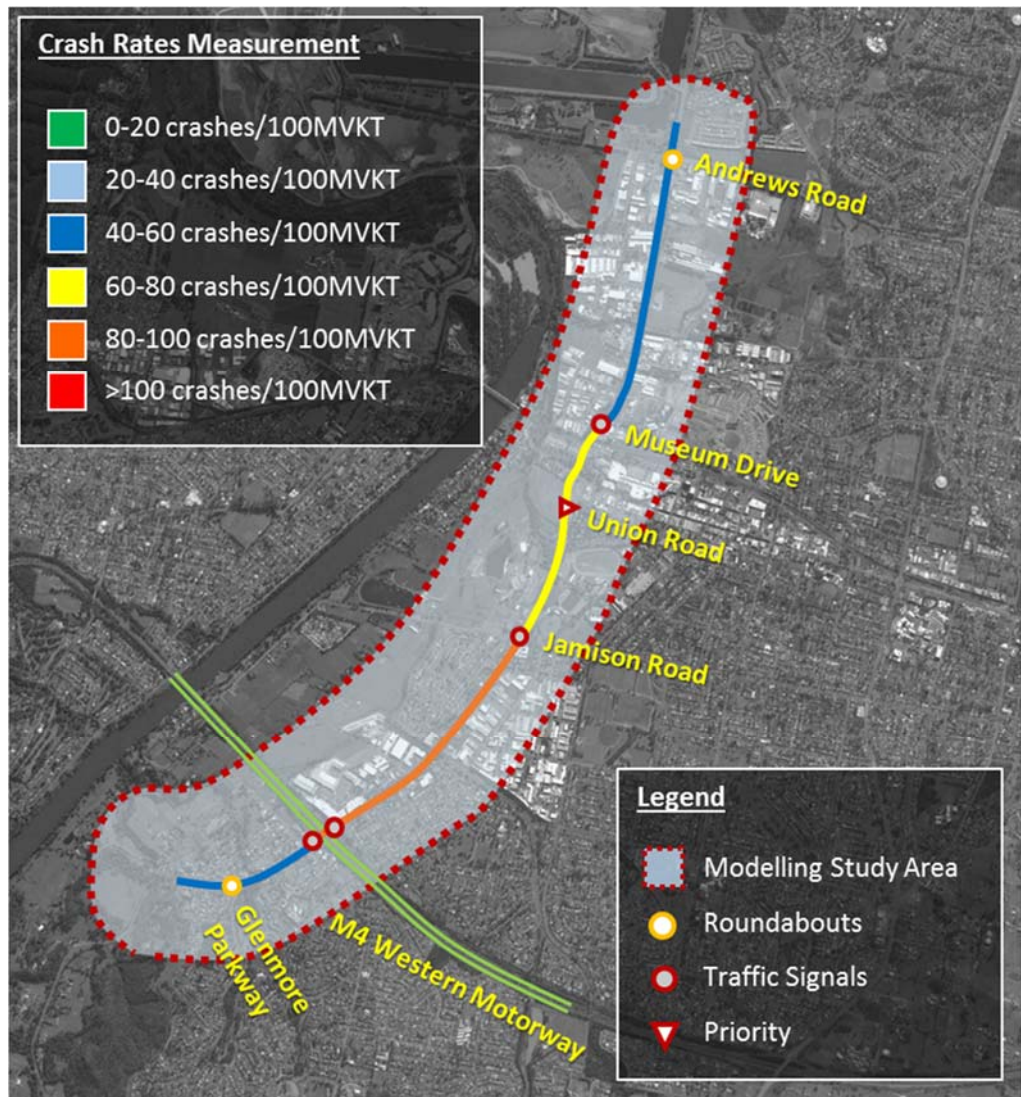 Crash Rates Measurement
0-20 crashes/100MVKT
20-40 crashes/100MVKT
40-60 crashes/100MVKT
60-80 crashes/100MVKT
80-100 crashes/100MVKT
>100 crashes/100MVKT
Andrews Road
Museum Drive
Union Road
Jamison Road
Glenmore
Parkway
M4 Western Motorway
Legend
Modelling Study Area
Roundabouts
Traffic Signals
Priority